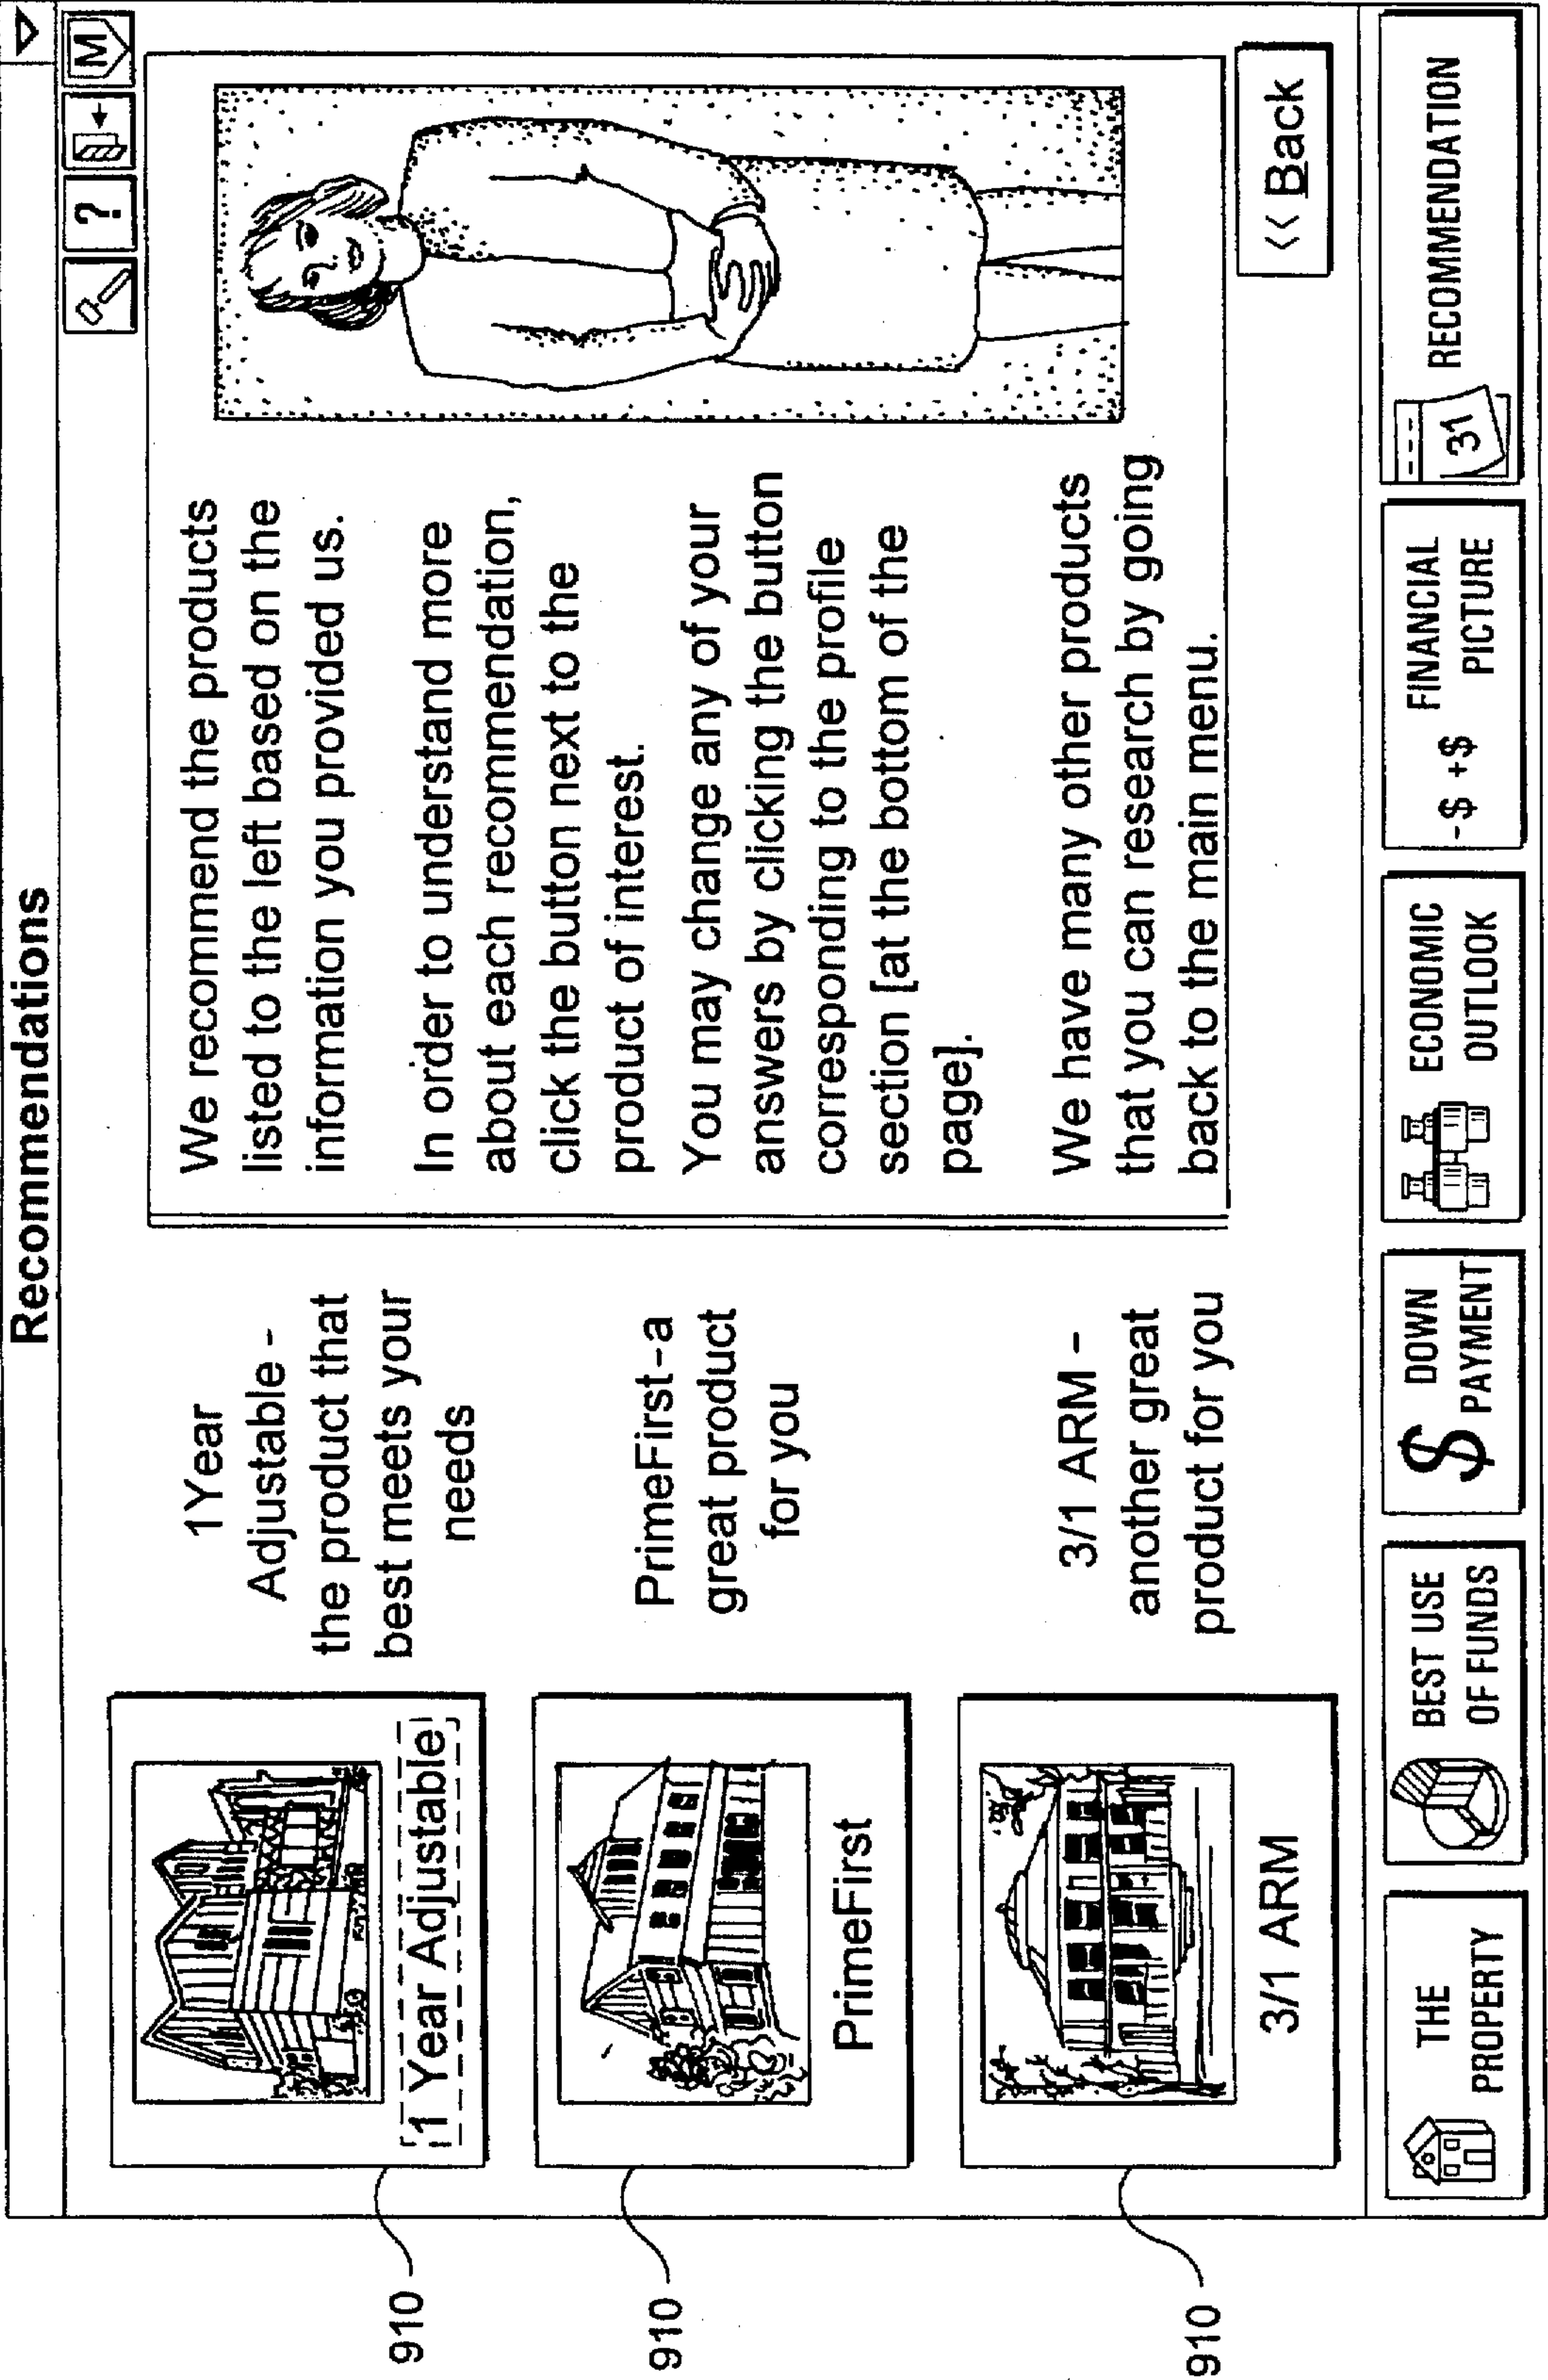 Recommendations
?
M
1 Year Adjustable
1Year
Adjustable -
the product that
best meets your
needs
PrimeFirst
PrimeFirst-a
great product
for you
3/1 ARM
3/1 ARM -
another great
product for you
We recommend the products
listed to the left based on the
information you provided us.
In order to understand more
about each recommendation,
click the button next to the
product of interest.
You may change any of your
answers by clicking the button
corresponding to the profile
section [at the bottom of the
page].
We have many other products
that you can research by going
back to the main menu.
<< Back
THE
PROPERTY
BEST USE
OF FUNDS
$ DOWN
PAYMENT
ECONOMIC
OUTLOOK
-$ +$ FINANCIAL
PICTURE
31 RECOMMENDATION
910
910
910